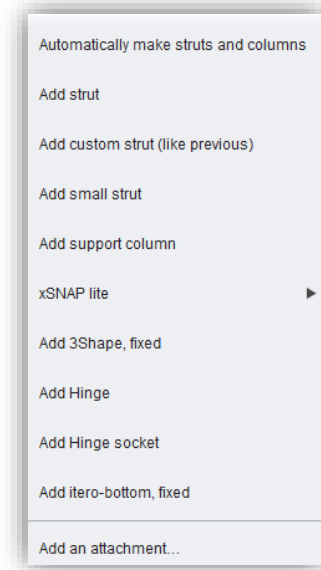 Automatically make struts and columns
Add strut
Add custom strut (like previous)
Add small strut
Add support column
xSNAP lite
Add 3Shape, fixed
Add Hinge
Add Hinge socket
Add itero-bottom, fixed
Add an attachment...